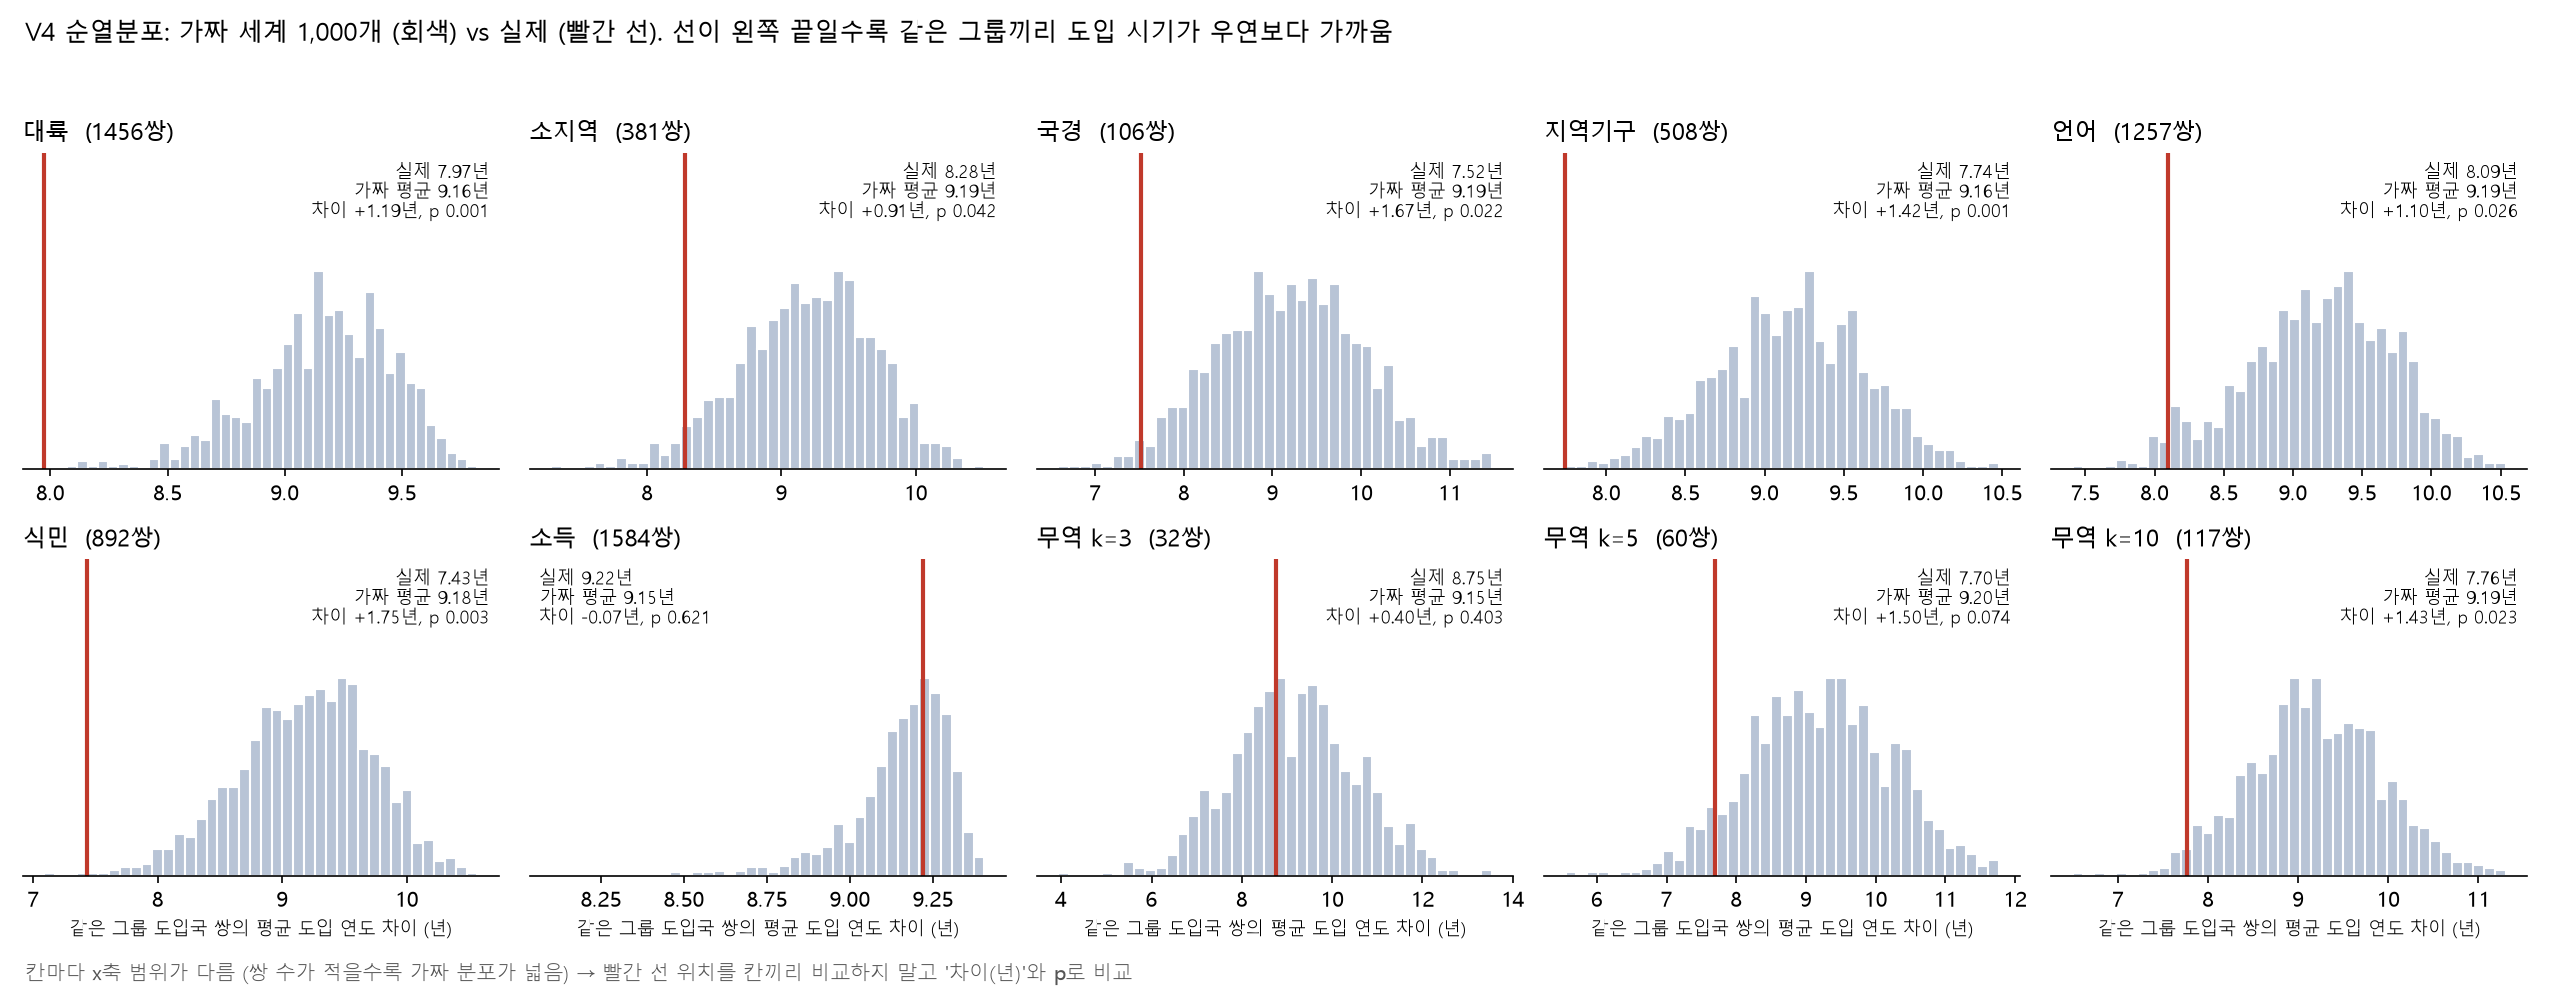 V4 순열분포: 가짜 세계 1,000개 (회색) vs 실제 (빨간 선). 선이 왼쪽 끝일수록 같은 그룹끼리 도입 시기가 우연보다 가까움
대륙 (1456쌍)
실제 7.97년
가짜 평균 9.16년
차이 +1.19년, p 0.001
8.0 8.5 9.0 9.5
소지역 (381쌍)
실제 8.28년
가짜 평균 9.19년
차이 +0.91년, p 0.042
8 9 10
국경 (106쌍)
실제 7.52년
가짜 평균 9.19년
차이 +1.67년, p 0.022
7 8 9 10 11
지역기구 (508쌍)
실제 7.74년
가짜 평균 9.16년
차이 +1.42년, p 0.001
8.0 8.5 9.0 9.5 10.0 10.5
언어 (1257쌍)
실제 8.09년
가짜 평균 9.19년
차이 +1.10년, p 0.026
7.5 8.0 8.5 9.0 9.5 10.0 10.5
식민 (892쌍)
실제 7.43년
가짜 평균 9.18년
차이 +1.75년, p 0.003
7 8 9 10
같은 그룹 도입국 쌍의 평균 도입 연도 차이 (년)
소득 (1584쌍)
실제 9.22년
가짜 평균 9.15년
차이 -0.07년, p 0.621
8.25 8.50 8.75 9.00 9.25
같은 그룹 도입국 쌍의 평균 도입 연도 차이 (년)
무역 k=3 (32쌍)
실제 8.75년
가짜 평균 9.15년
차이 +0.40년, p 0.403
4 6 8 10 12 14
같은 그룹 도입국 쌍의 평균 도입 연도 차이 (년)
무역 k=5 (60쌍)
실제 7.70년
가짜 평균 9.20년
차이 +1.50년, p 0.074
6 7 8 9 10 11 12
같은 그룹 도입국 쌍의 평균 도입 연도 차이 (년)
무역 k=10 (117쌍)
실제 7.76년
가짜 평균 9.19년
차이 +1.43년, p 0.023
7 8 9 10 11
같은 그룹 도입국 쌍의 평균 도입 연도 차이 (년)
칸마다 x축 범위가 다름 (쌍 수가 적을수록 가짜 분포가 넓음) → 빨간 선 위치를 칸끼리 비교하지 말고 '차이(년)'와 p로 비교